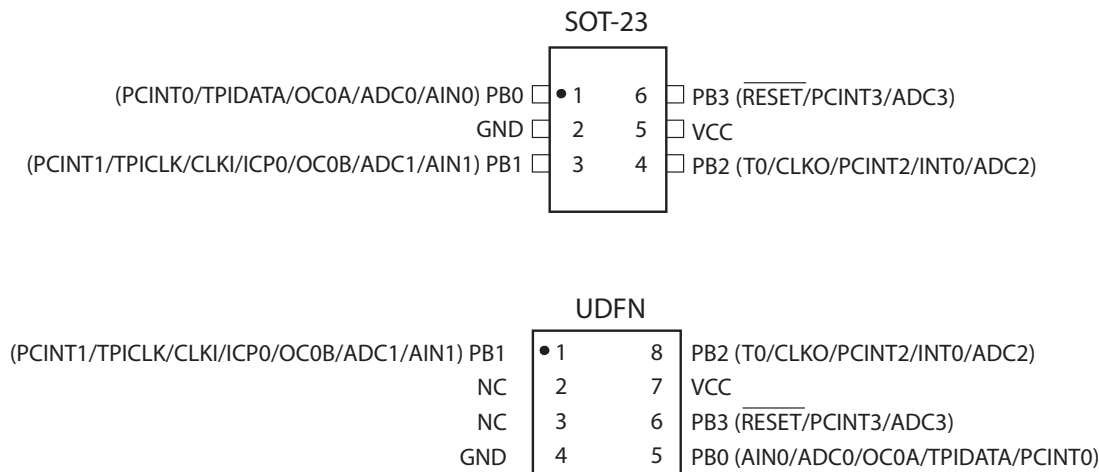 SOT-23
(PCINT0/TPIDATA/OC0A/ADC0/AIN0) PB0 1 6 PB3 (RESET/PCINT3/ADC3)
GND 2 5 VCC
(PCINT1/TPICLK/CLKI/ICP0/OC0B/ADC1/AIN1) PB1 3 4 PB2 (T0/CLKO/PCINT2/INT0/ADC2)
UDFN
(PCINT1/TPICLK/CLKI/ICP0/OC0B/ADC1/AIN1) PB1 1 8 PB2 (T0/CLKO/PCINT2/INT0/ADC2)
NC 2 7 VCC
NC 3 6 PB3 (RESET/PCINT3/ADC3)
GND 4 5 PB0 (AIN0/ADC0/OC0A/TPIDATA/PCINT0)